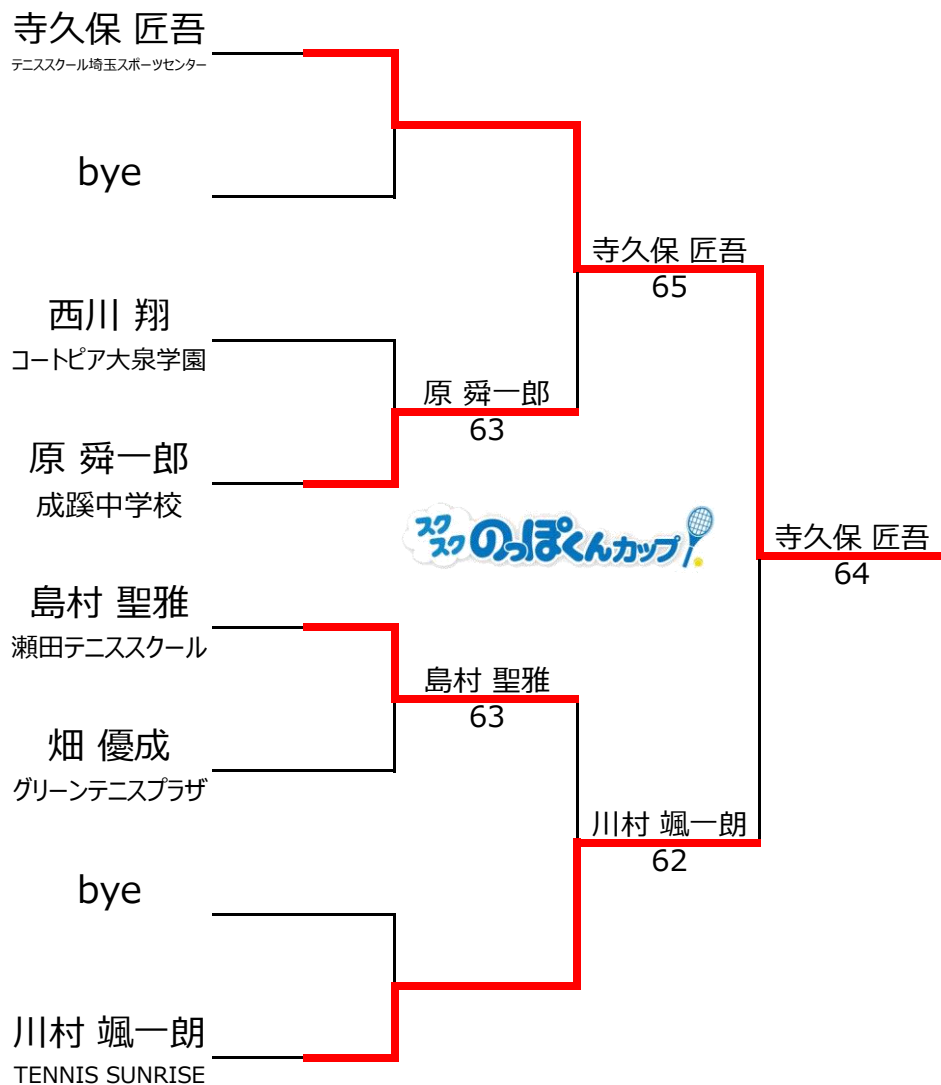 寺久保 匠吾
テニススクール埼玉スポーツセンター
bye
寺久保 匠吾
65
西川 翔
コートピア大泉学園
原 舜一郎
63
原 舜一郎
成蹊中学校
スクスク のっぽくんカップ
寺久保 匠吾
64
島村 聖雅
瀬田テニススクール
島村 聖雅
63
畑 優成
グリーンテニスプラザ
川村 颯一朗
62
bye
川村 颯一朗
TENNIS SUNRISE